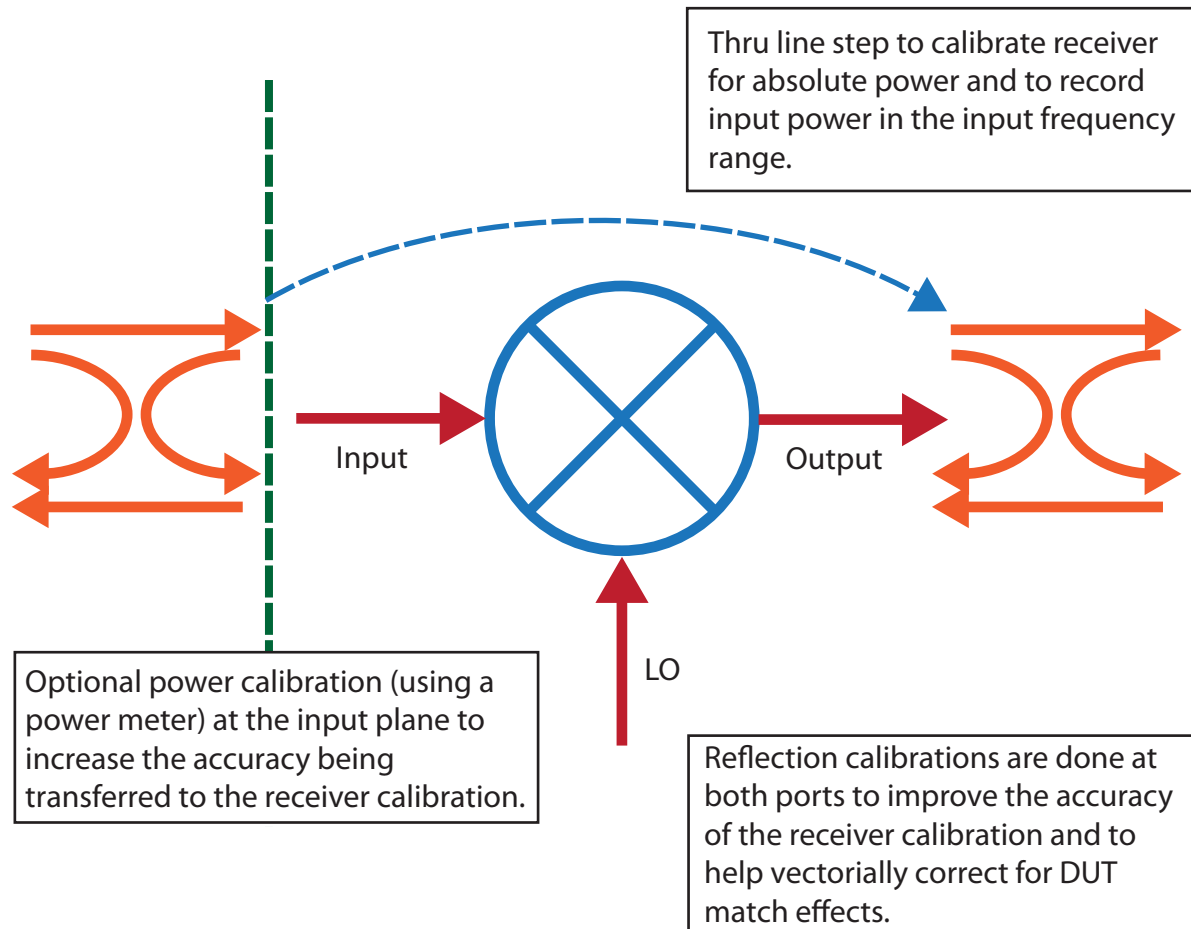 Thru line step to calibrate receiver
for absolute power and to record
input power in the input frequency
range.
Input
Output
LO
Optional power calibration (using a
power meter) at the input plane to
increase the accuracy being
transferred to the receiver calibration.
Reflection calibrations are done at
both ports to improve the accuracy
of the receiver calibration and to
help vectorially correct for DUT
match effects.